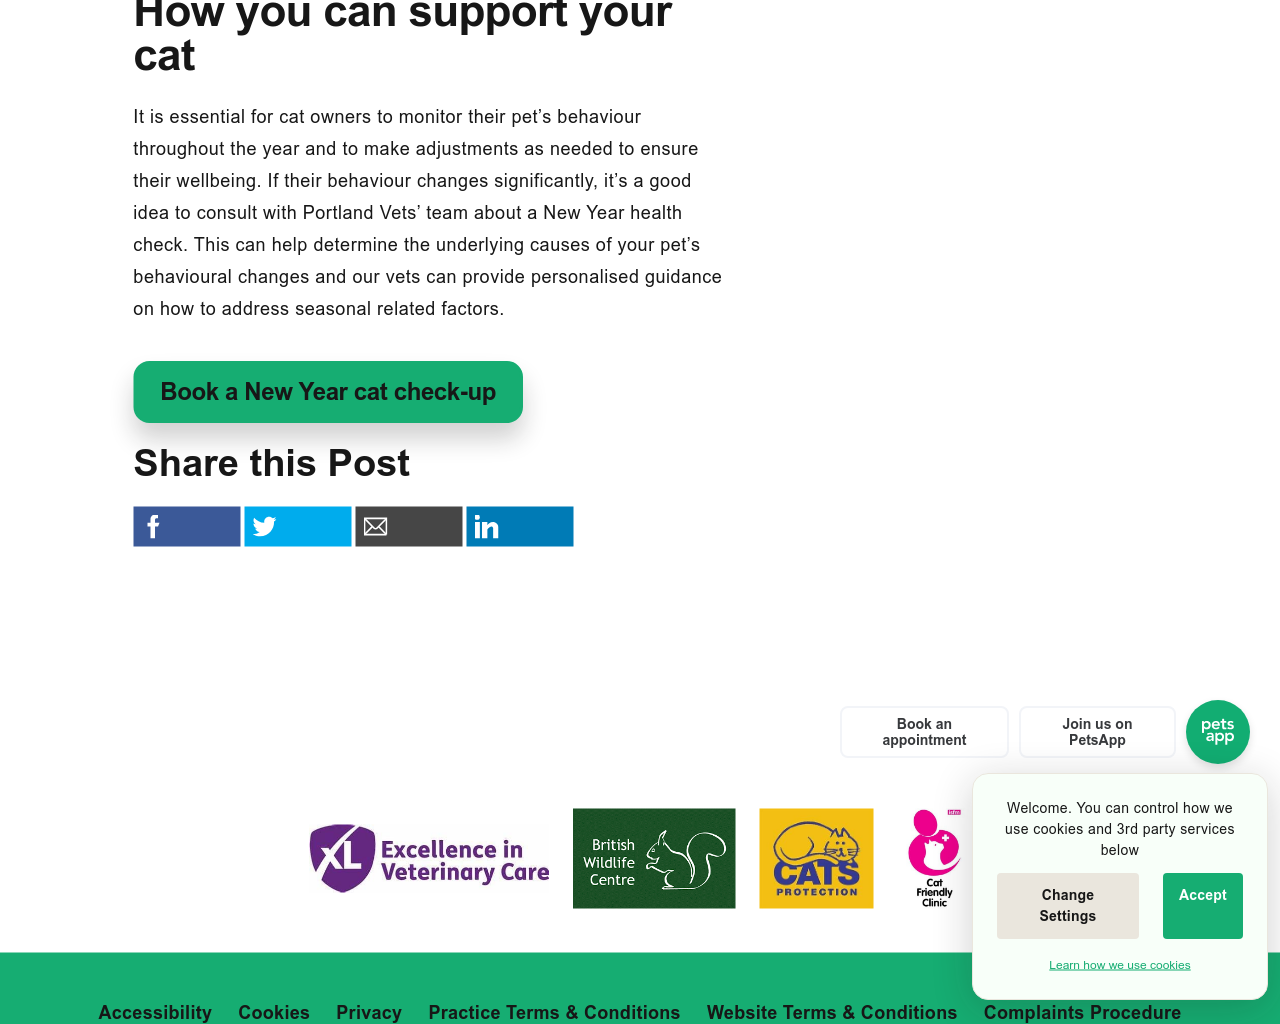 How you can support your
cat
It is essential for cat owners to monitor their pet’s behaviour
throughout the year and to make adjustments as needed to ensure
their wellbeing. If their behaviour changes significantly, it’s a good
idea to consult with Portland Vets’ team about a New Year health
check. This can help determine the underlying causes of your pet’s
behavioural changes and our vets can provide personalised guidance
on how to address seasonal related factors.
Book a New Year cat check-up
Share this Post
Book an
appointment
Join us on
PetsApp
pets
app
XL Excellence in
Veterinary Care
British
Wildlife
Centre
CATS
PROTECTION
Cat
Friendly
Clinic
Welcome. You can control how we
use cookies and 3rd party services
below
Change
Settings
Accept
Learn how we use cookies
Accessibility Cookies Privacy Practice Terms & Conditions Website Terms & Conditions Complaints Procedure